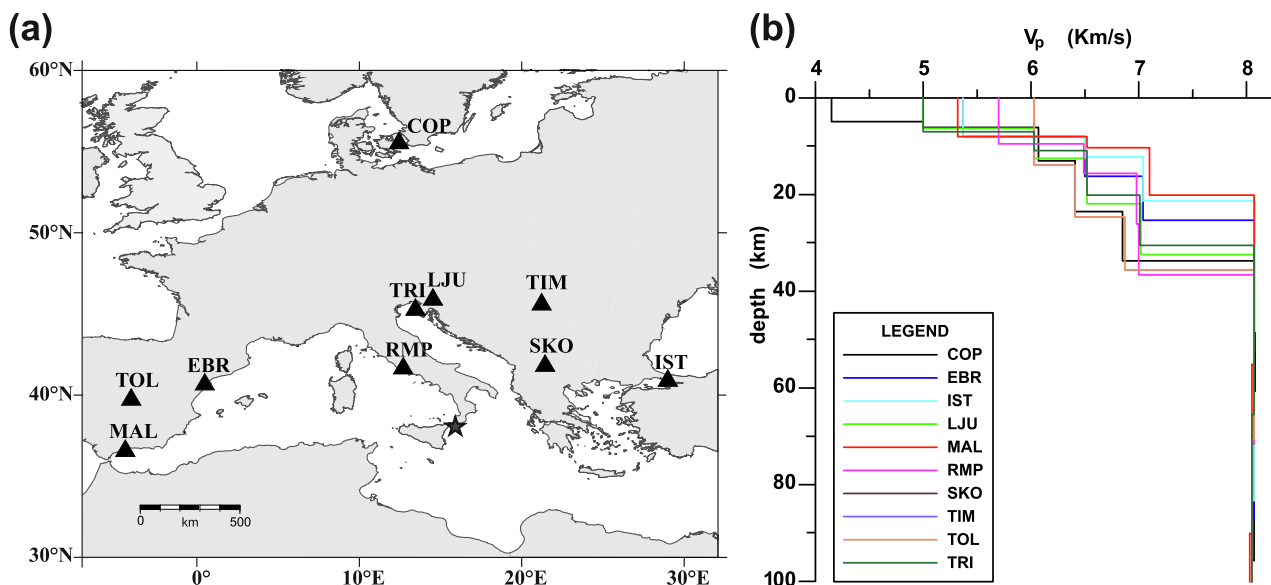 (a)
60°N
50°N
40°N
30°N
0°
10°E
20°E
30°E
COP
LJU
TRI
TIM
RMP
SKO
IST
EBR
TOL
MAL
0
km
500
(b)
Vp (Km/s)
4
5
6
7
8
0
20
40
60
80
100
depth (km)
LEGEND
COP
EBR
IST
LJU
MAL
RMP
SKO
TIM
TOL
TRI